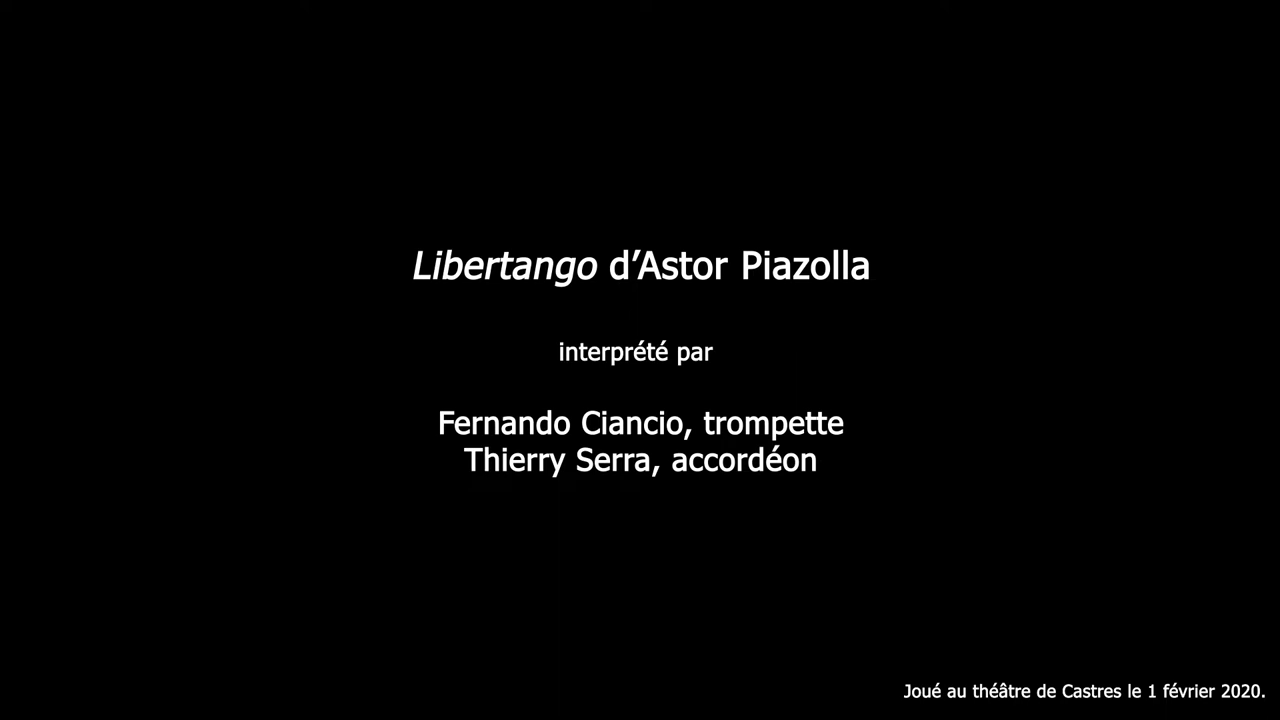 Libertango d’Astor Piazolla
interprété par
Fernando Ciancio, trompette
Thierry Serra, accordéon
Joué au théâtre de Castres le 1 février 2020.